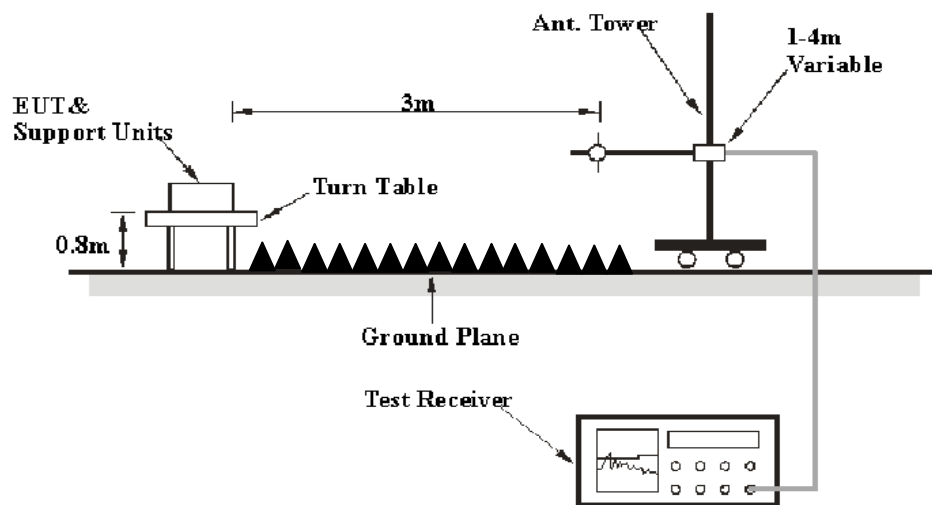 Ant. Tower
1-4m
Variable
3m
EUT&
Support Units
Turn Table
0.8m
Ground Plane
Test Receiver